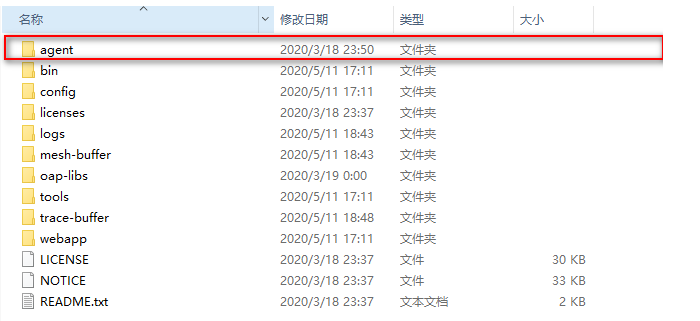 名称 修改日期 类型 大小
agent 2020/3/18 23:50 文件夹
bin 2020/5/11 17:11 文件夹
config 2020/5/11 17:11 文件夹
licenses 2020/3/18 23:37 文件夹
logs 2020/5/11 18:43 文件夹
mesh-buffer 2020/5/11 18:43 文件夹
oap-libs 2020/3/19 0:00 文件夹
tools 2020/5/11 17:11 文件夹
trace-buffer 2020/5/11 18:48 文件夹
webapp 2020/5/11 17:11 文件夹
LICENSE 2020/3/18 23:37 文件 30 KB
NOTICE 2020/3/18 23:37 文件 33 KB
README.txt 2020/3/18 23:37 文本文档 2 KB